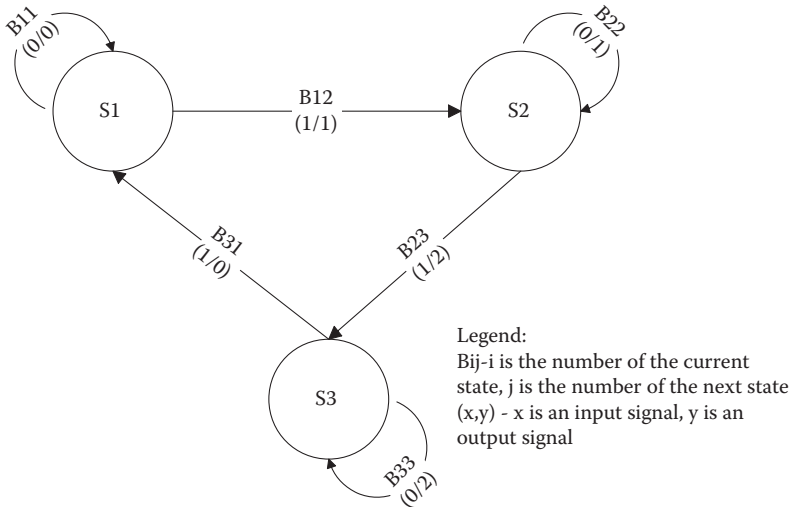 B11
(0/0)
B22
(0/1)
S1
B12
(1/1)
S2
B31
(1/0)
B23
(1/2)
S3
B33
(0/2)
Legend:
Bij-i is the number of the current
state, j is the number of the next state
(x,y) - x is an input signal, y is an
output signal